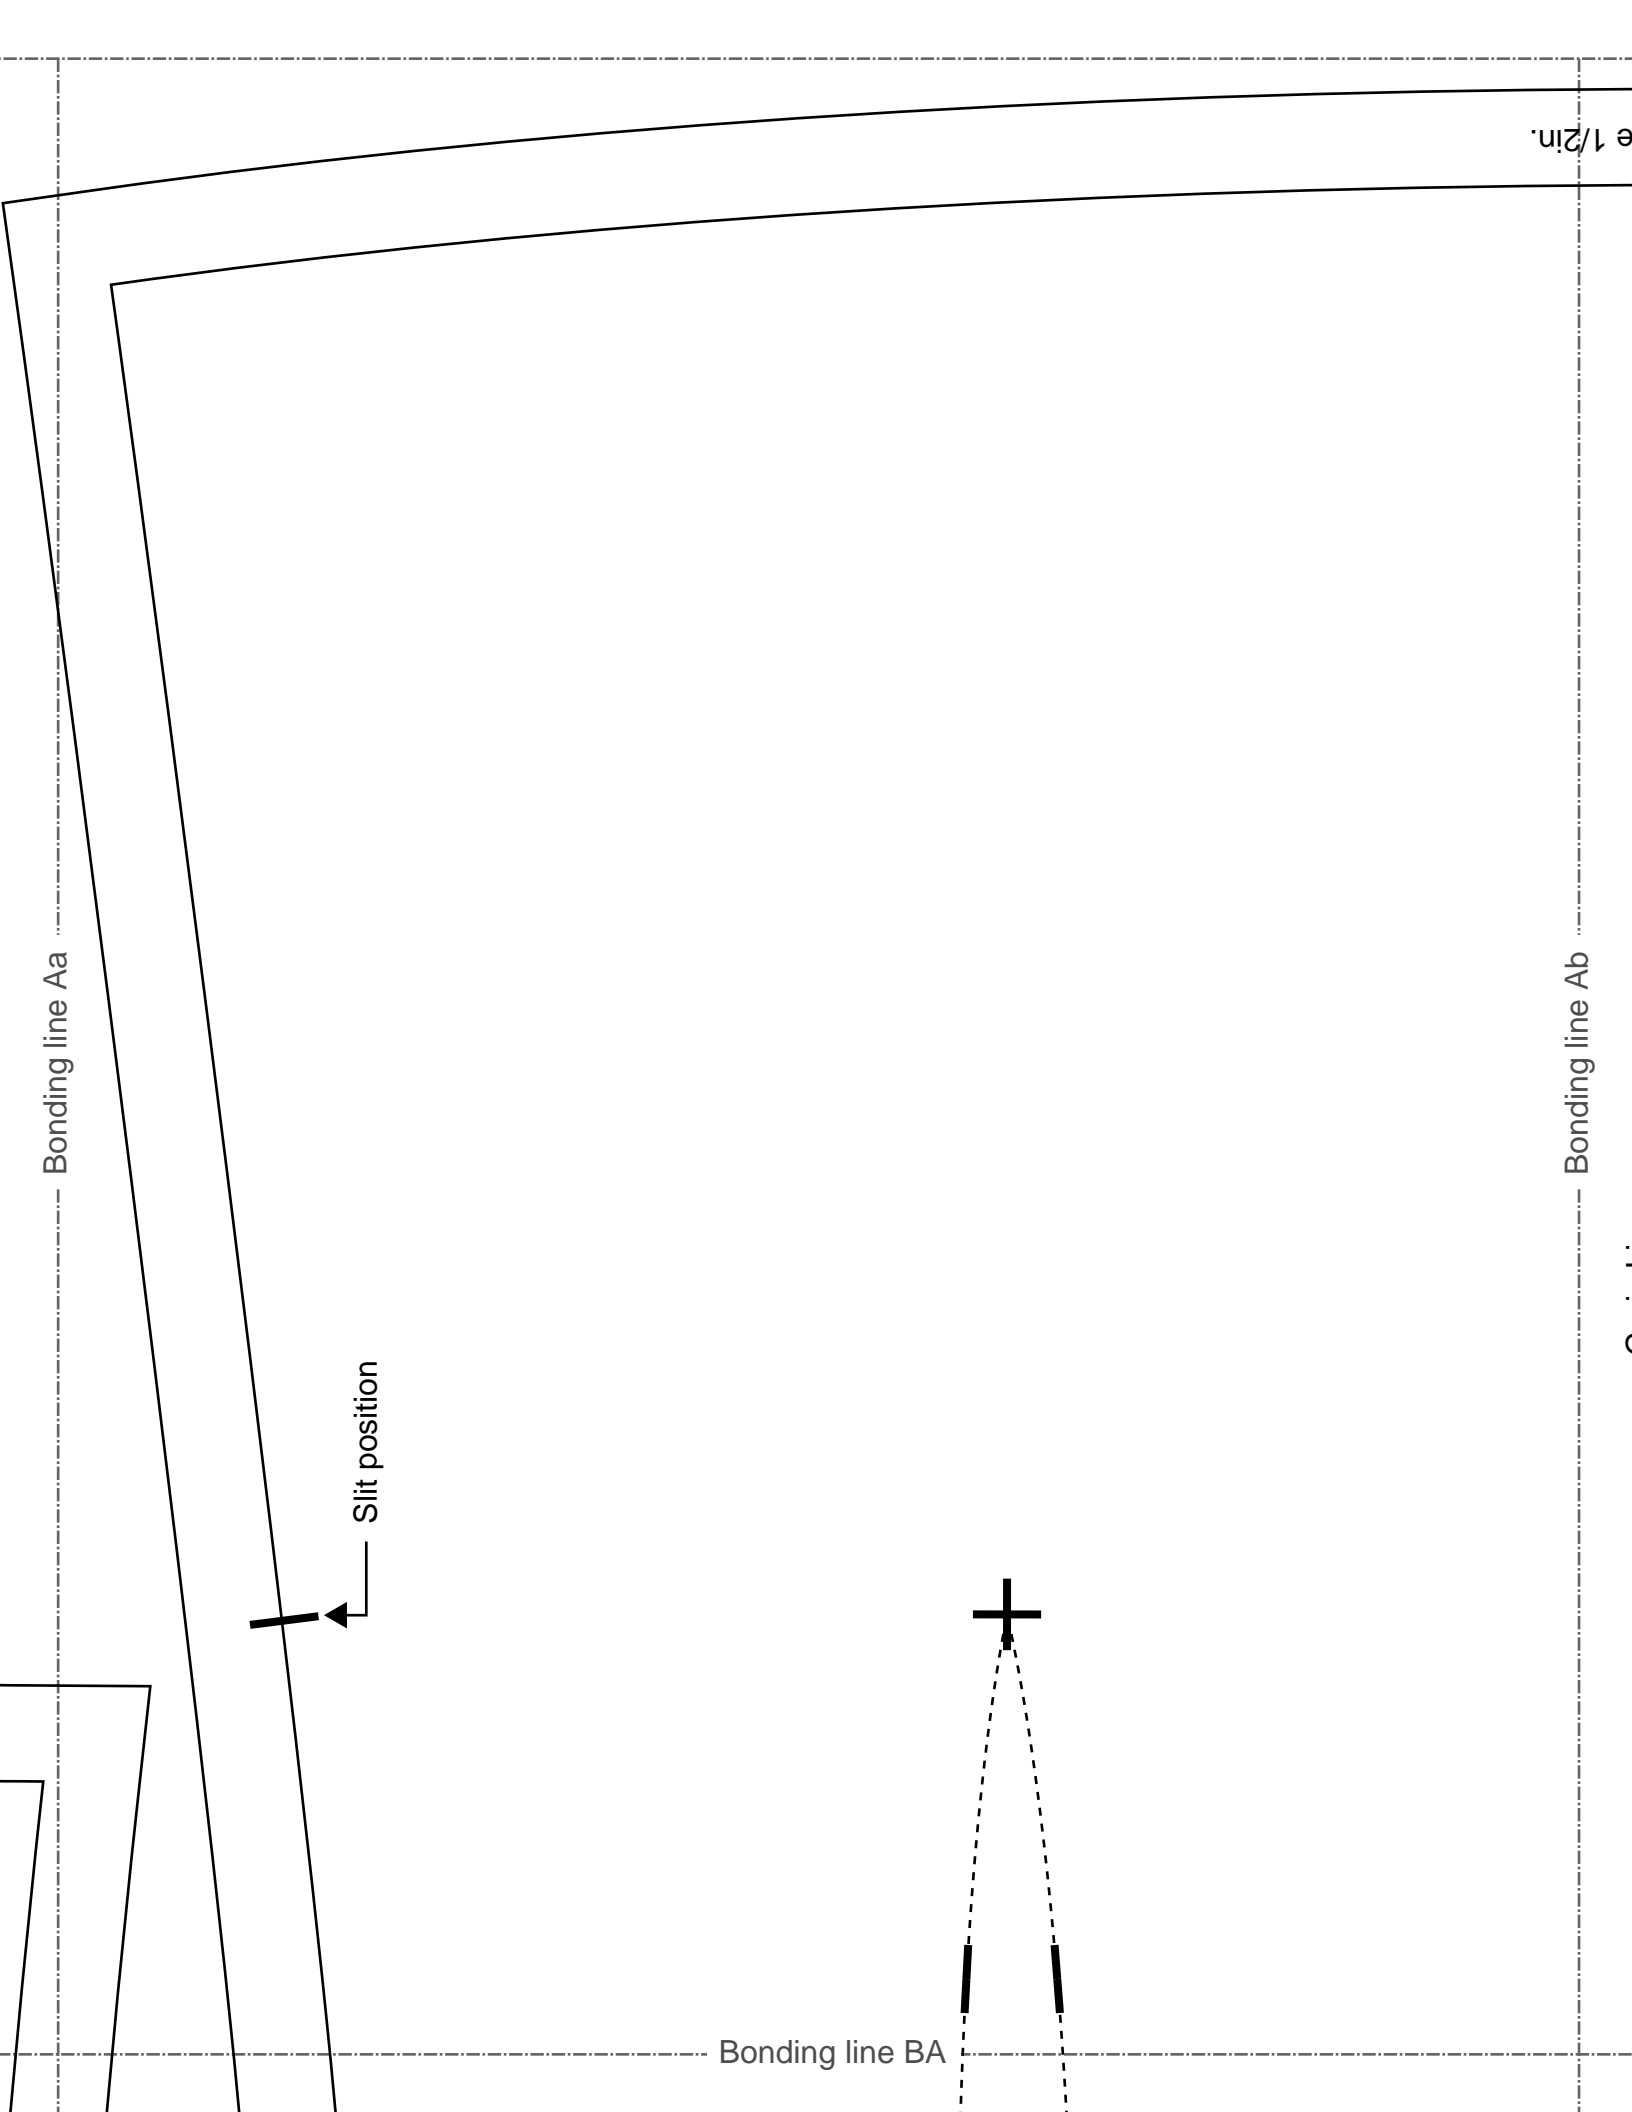 e 1/2in.
Bonding line Aa
Bonding line Ab
Slit position
Bonding line BA